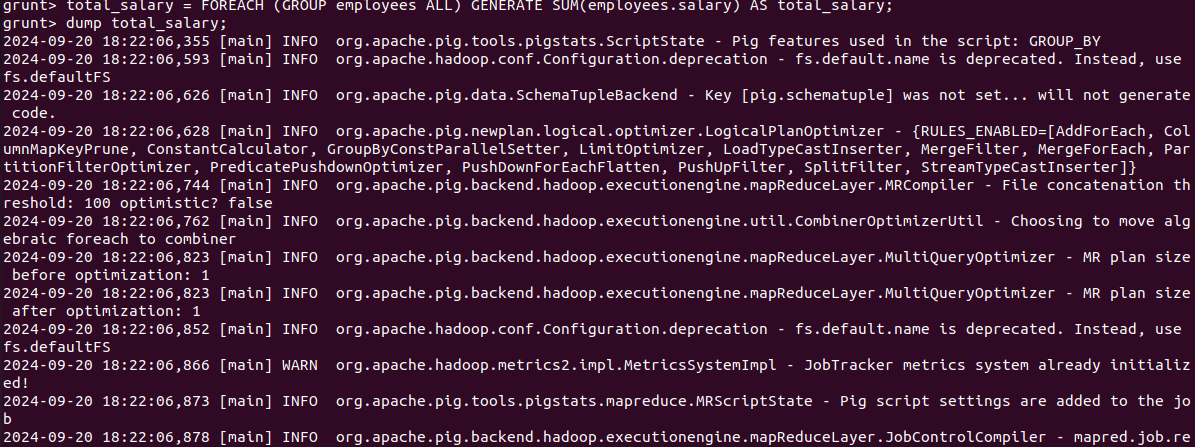 grunt> total_salary = FOREACH (GROUP employees ALL) GENERATE SUM(employees.salary) AS total_salary;
grunt> dump total_salary;
2024-09-20 18:22:06,355 [main] INFO  org.apache.pig.tools.pigstats.ScriptState - Pig features used in the script: GROUP_BY
2024-09-20 18:22:06,593 [main] INFO  org.apache.hadoop.conf.Configuration.deprecation - fs.default.name is deprecated. Instead, use
fs.defaultFS
2024-09-20 18:22:06,626 [main] INFO  org.apache.pig.data.SchemaTupleBackend - Key [pig.schematuple] was not set... will not generate
 code.
2024-09-20 18:22:06,628 [main] INFO  org.apache.pig.newplan.logical.optimizer.LogicalPlanOptimizer - {RULES_ENABLED=[AddForEach, Col
umnMapKeyPrune, ConstantCalculator, GroupByConstParallelSetter, LimitOptimizer, LoadTypeCastInserter, MergeFilter, MergeForEach, Par
titionFilterOptimizer, PredicatePushdownOptimizer, PushDownForEachFlatten, PushUpFilter, SplitFilter, StreamTypeCastInserter]}
2024-09-20 18:22:06,744 [main] INFO  org.apache.pig.backend.hadoop.executionengine.mapReduceLayer.MRCompiler - File concatenation th
reshold: 100 optimistic? false
2024-09-20 18:22:06,762 [main] INFO  org.apache.pig.backend.hadoop.executionengine.util.CombinerOptimizerUtil - Choosing to move alg
ebraic foreach to combiner
2024-09-20 18:22:06,823 [main] INFO  org.apache.pig.backend.hadoop.executionengine.mapReduceLayer.MultiQueryOptimizer - MR plan size
 before optimization: 1
2024-09-20 18:22:06,823 [main] INFO  org.apache.pig.backend.hadoop.executionengine.mapReduceLayer.MultiQueryOptimizer - MR plan size
 after optimization: 1
2024-09-20 18:22:06,852 [main] INFO  org.apache.hadoop.conf.Configuration.deprecation - fs.default.name is deprecated. Instead, use
fs.defaultFS
2024-09-20 18:22:06,866 [main] WARN  org.apache.hadoop.metrics2.impl.MetricsSystemImpl - JobTracker metrics system already initializ
ed!
2024-09-20 18:22:06,873 [main] INFO  org.apache.pig.tools.pigstats.mapreduce.MRScriptState - Pig script settings are added to the jo
b
2024-09-20 18:22:06,878 [main] INFO  org.apache.pig.backend.hadoop.executionengine.mapReduceLayer.JobControlCompiler - mapred.job.re